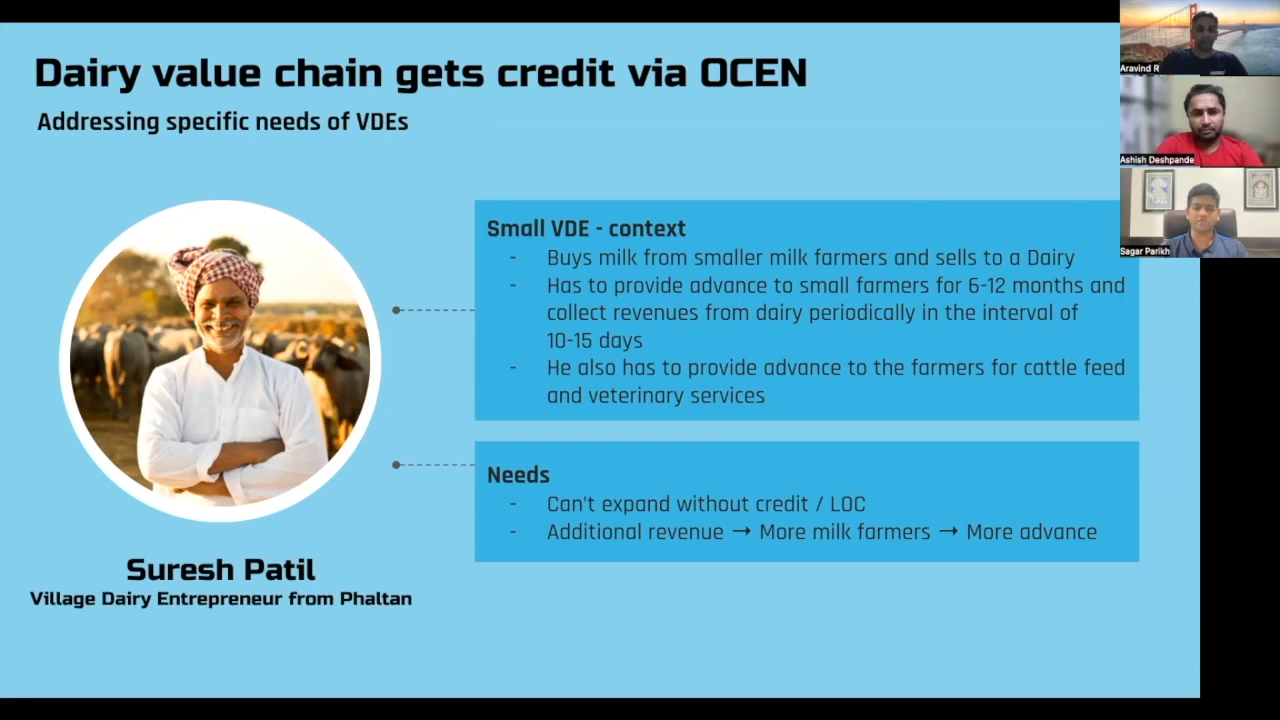 Dairy value chain gets credit via OCEN
Addressing specific needs of VDEs
Small VDE - context
- Buys milk from smaller milk farmers and sells to a Dairy
- Has to provide advance to small farmers for 6-12 months and
collect revenues from dairy periodically in the interval of
10-15 days
- He also has to provide advance to the farmers for cattle feed
and veterinary services
Needs
- Can't expand without credit / LOC
- Additional revenue → More milk farmers → More advance
Suresh Patil
Village Dairy Entrepreneur from Phaltan
Aravind R
Ashish Deshpande
Sagar Parikh